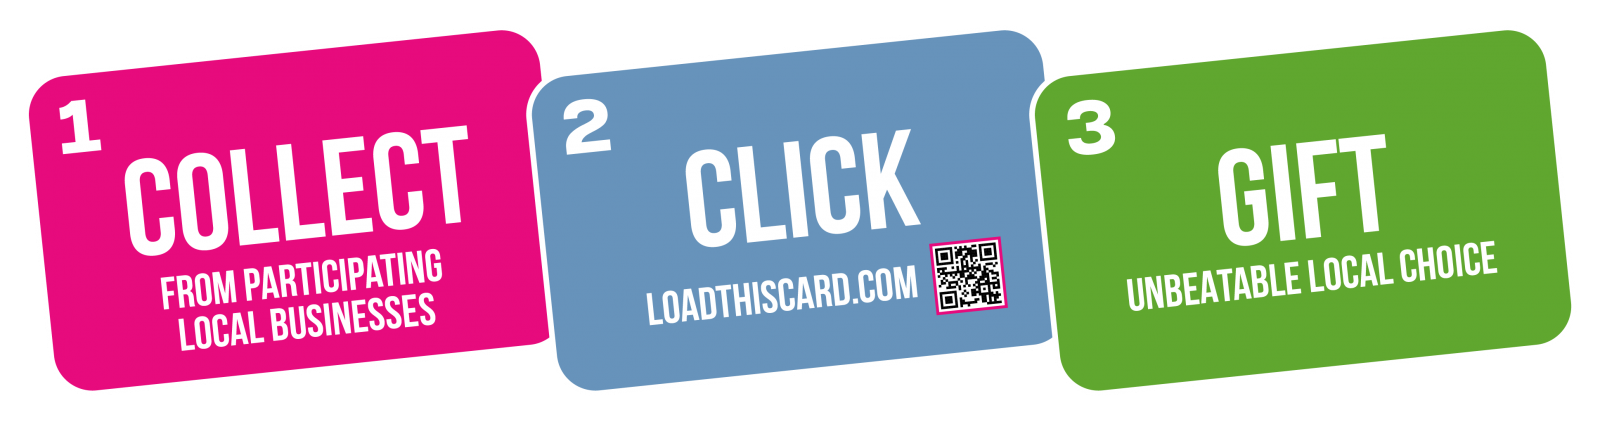 1
COLLECT
FROM PARTICIPATING
LOCAL BUSINESSES
2
CLICK
LOADTHISCARD.COM
3
GIFT
UNBEATABLE LOCAL CHOICE